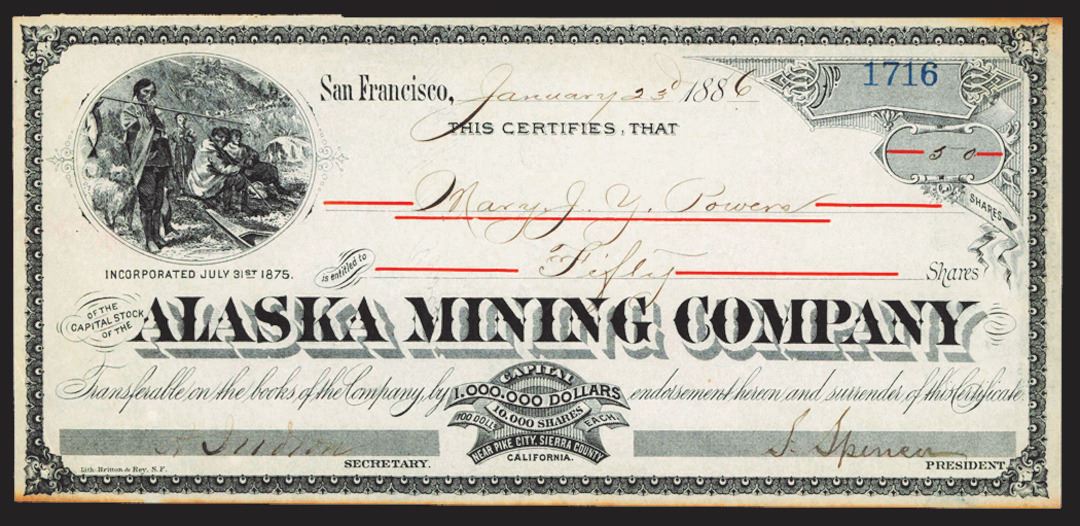 1716
San Francisco, January 23d 1886
THIS CERTIFIES, THAT
50
SHARES
Mary J. Y. Powers
INCORPORATED JULY 31ST 1875.
is entitled to Fifty Shares
OF THE
CAPITAL STOCK
OF THE
ALASKA MINING COMPANY
Transferable on the books of the Company, by endorsement hereon and surrender of this Certificate
CAPITAL
1.000.000 DOLLARS
10.000 SHARES
100 DOLLS EACH
NEAR PIKE CITY, SIERRA COUNTY
CALIFORNIA.
S. Spencer
SECRETARY.
PRESIDENT
Lith. Britton & Rey. S. F.